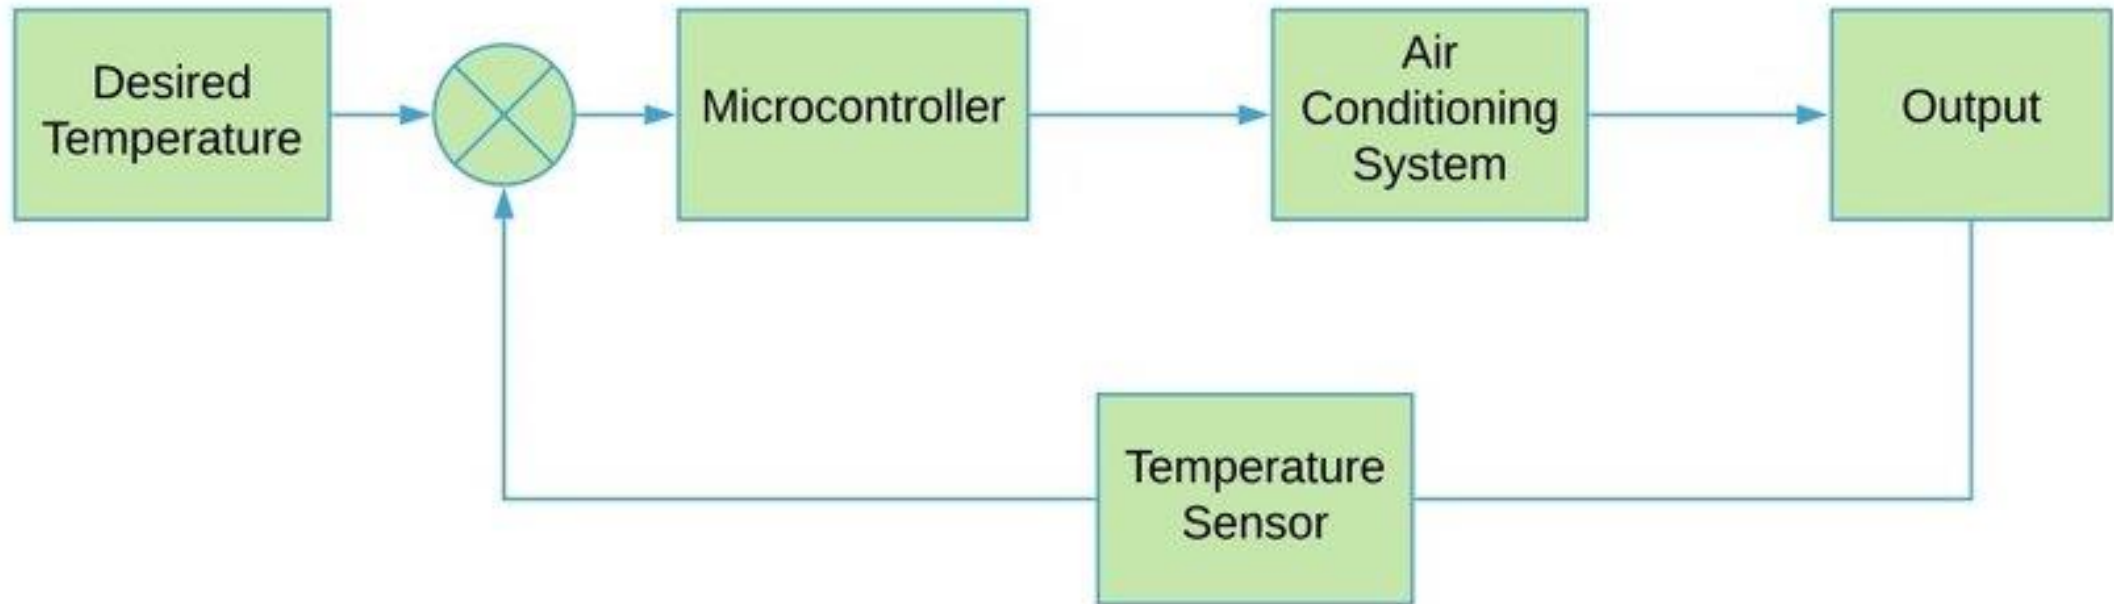 Desired
Temperature
Microcontroller
Air
Conditioning
System
Output
Temperature
Sensor